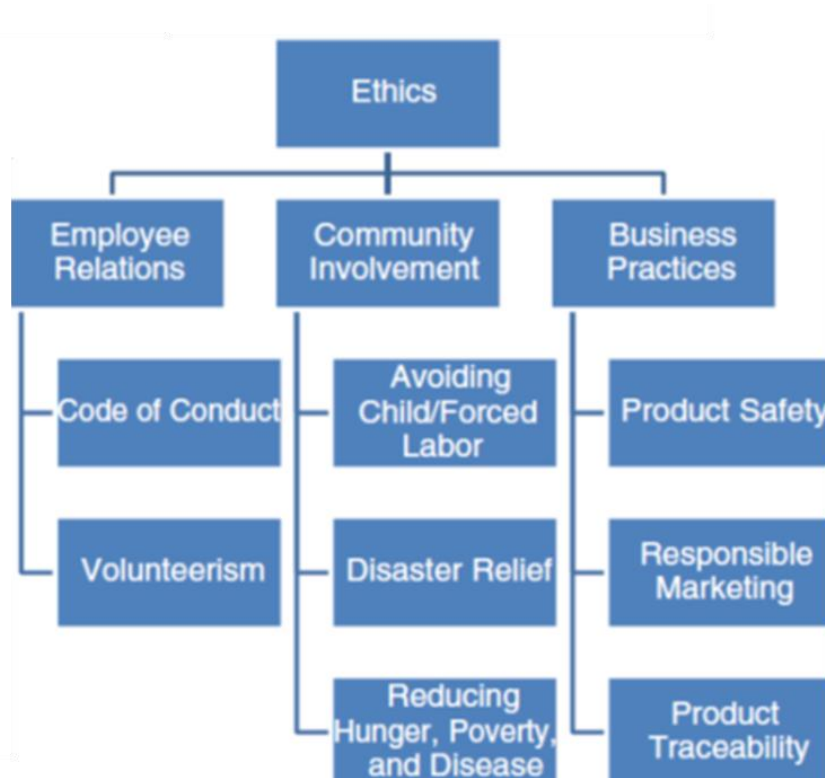 Ethics
Employee
Relations
Community
Involvement
Business
Practices
Code of Conduct
Avoiding
Child/Forced
Labor
Product Safety
Volunteerism
Disaster Relief
Responsible
Marketing
Reducing
Hunger, Poverty,
and Disease
Product
Traceability